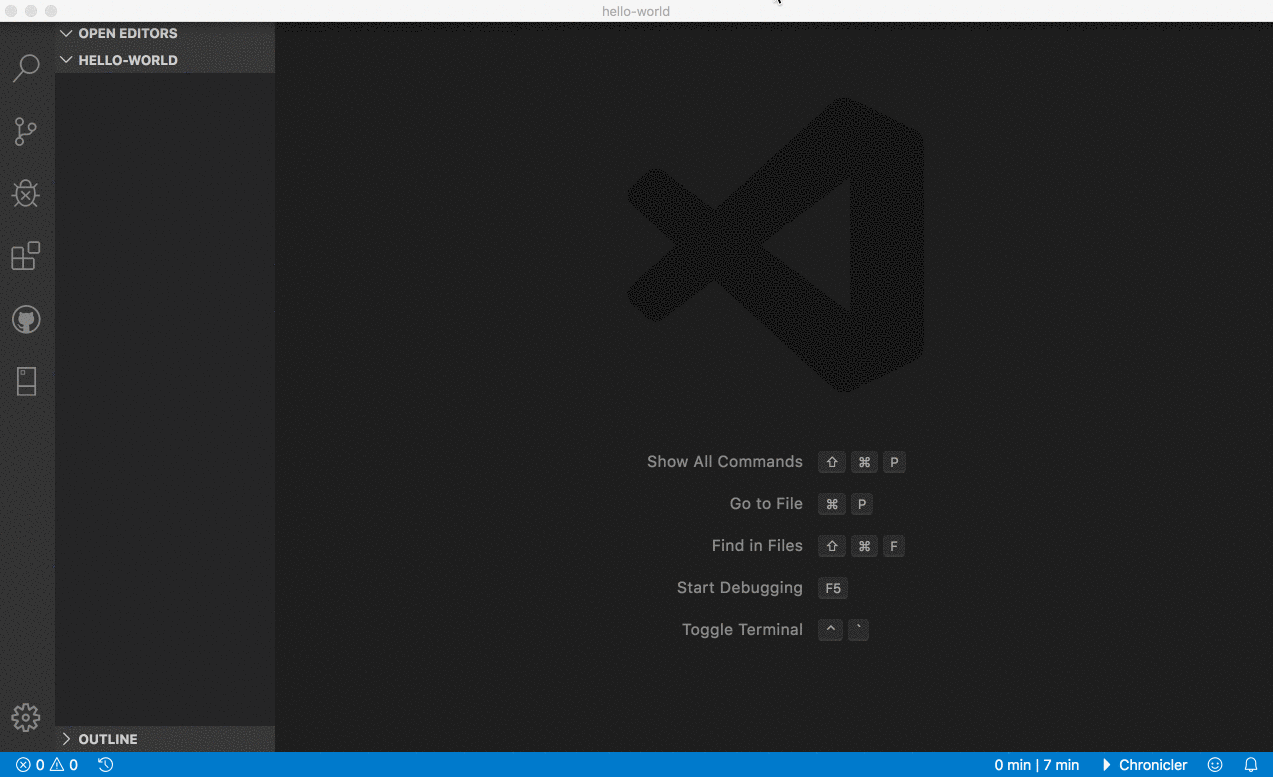 hello-world
OPEN EDITORS
HELLO-WORLD
Show All Commands ⇧ ⌘ P
Go to File ⌘ P
Find in Files ⇧ ⌘ F
Start Debugging F5
Toggle Terminal ^ `
OUTLINE
0 0 0 min | 7 min Chronicler